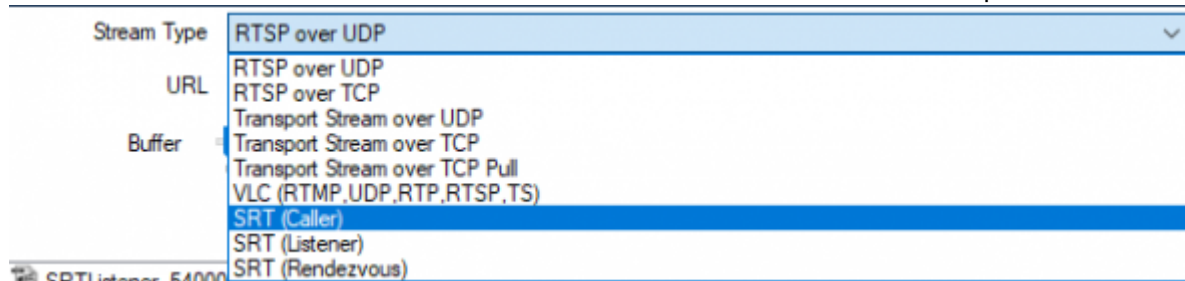 Stream Type RTSP over UDP
RTSP over UDP
URL
RTSP over TCP
Transport Stream over UDP
Buffer Transport Stream over TCP
Transport Stream over TCP Pull
VLC (RTMP,UDP,RTP,RTSP,TS)
SRT (Caller)
SRT (Listener)
SRT (Rendezvous)